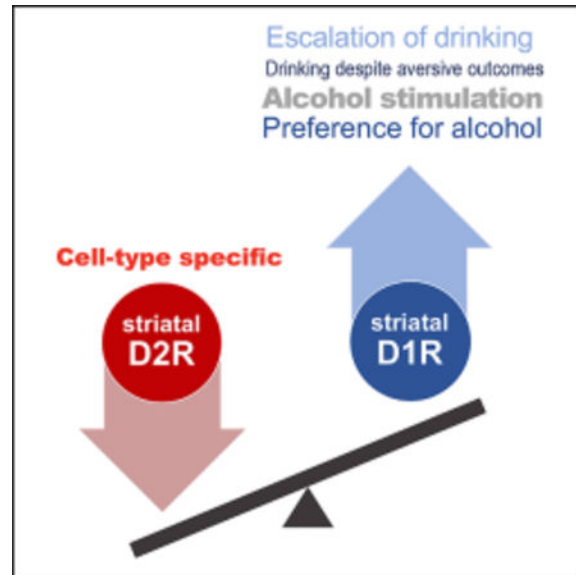 Escalation of drinking
Drinking despite aversive outcomes
Alcohol stimulation
Preference for alcohol
Cell-type specific
striatal
D2R
striatal
D1R